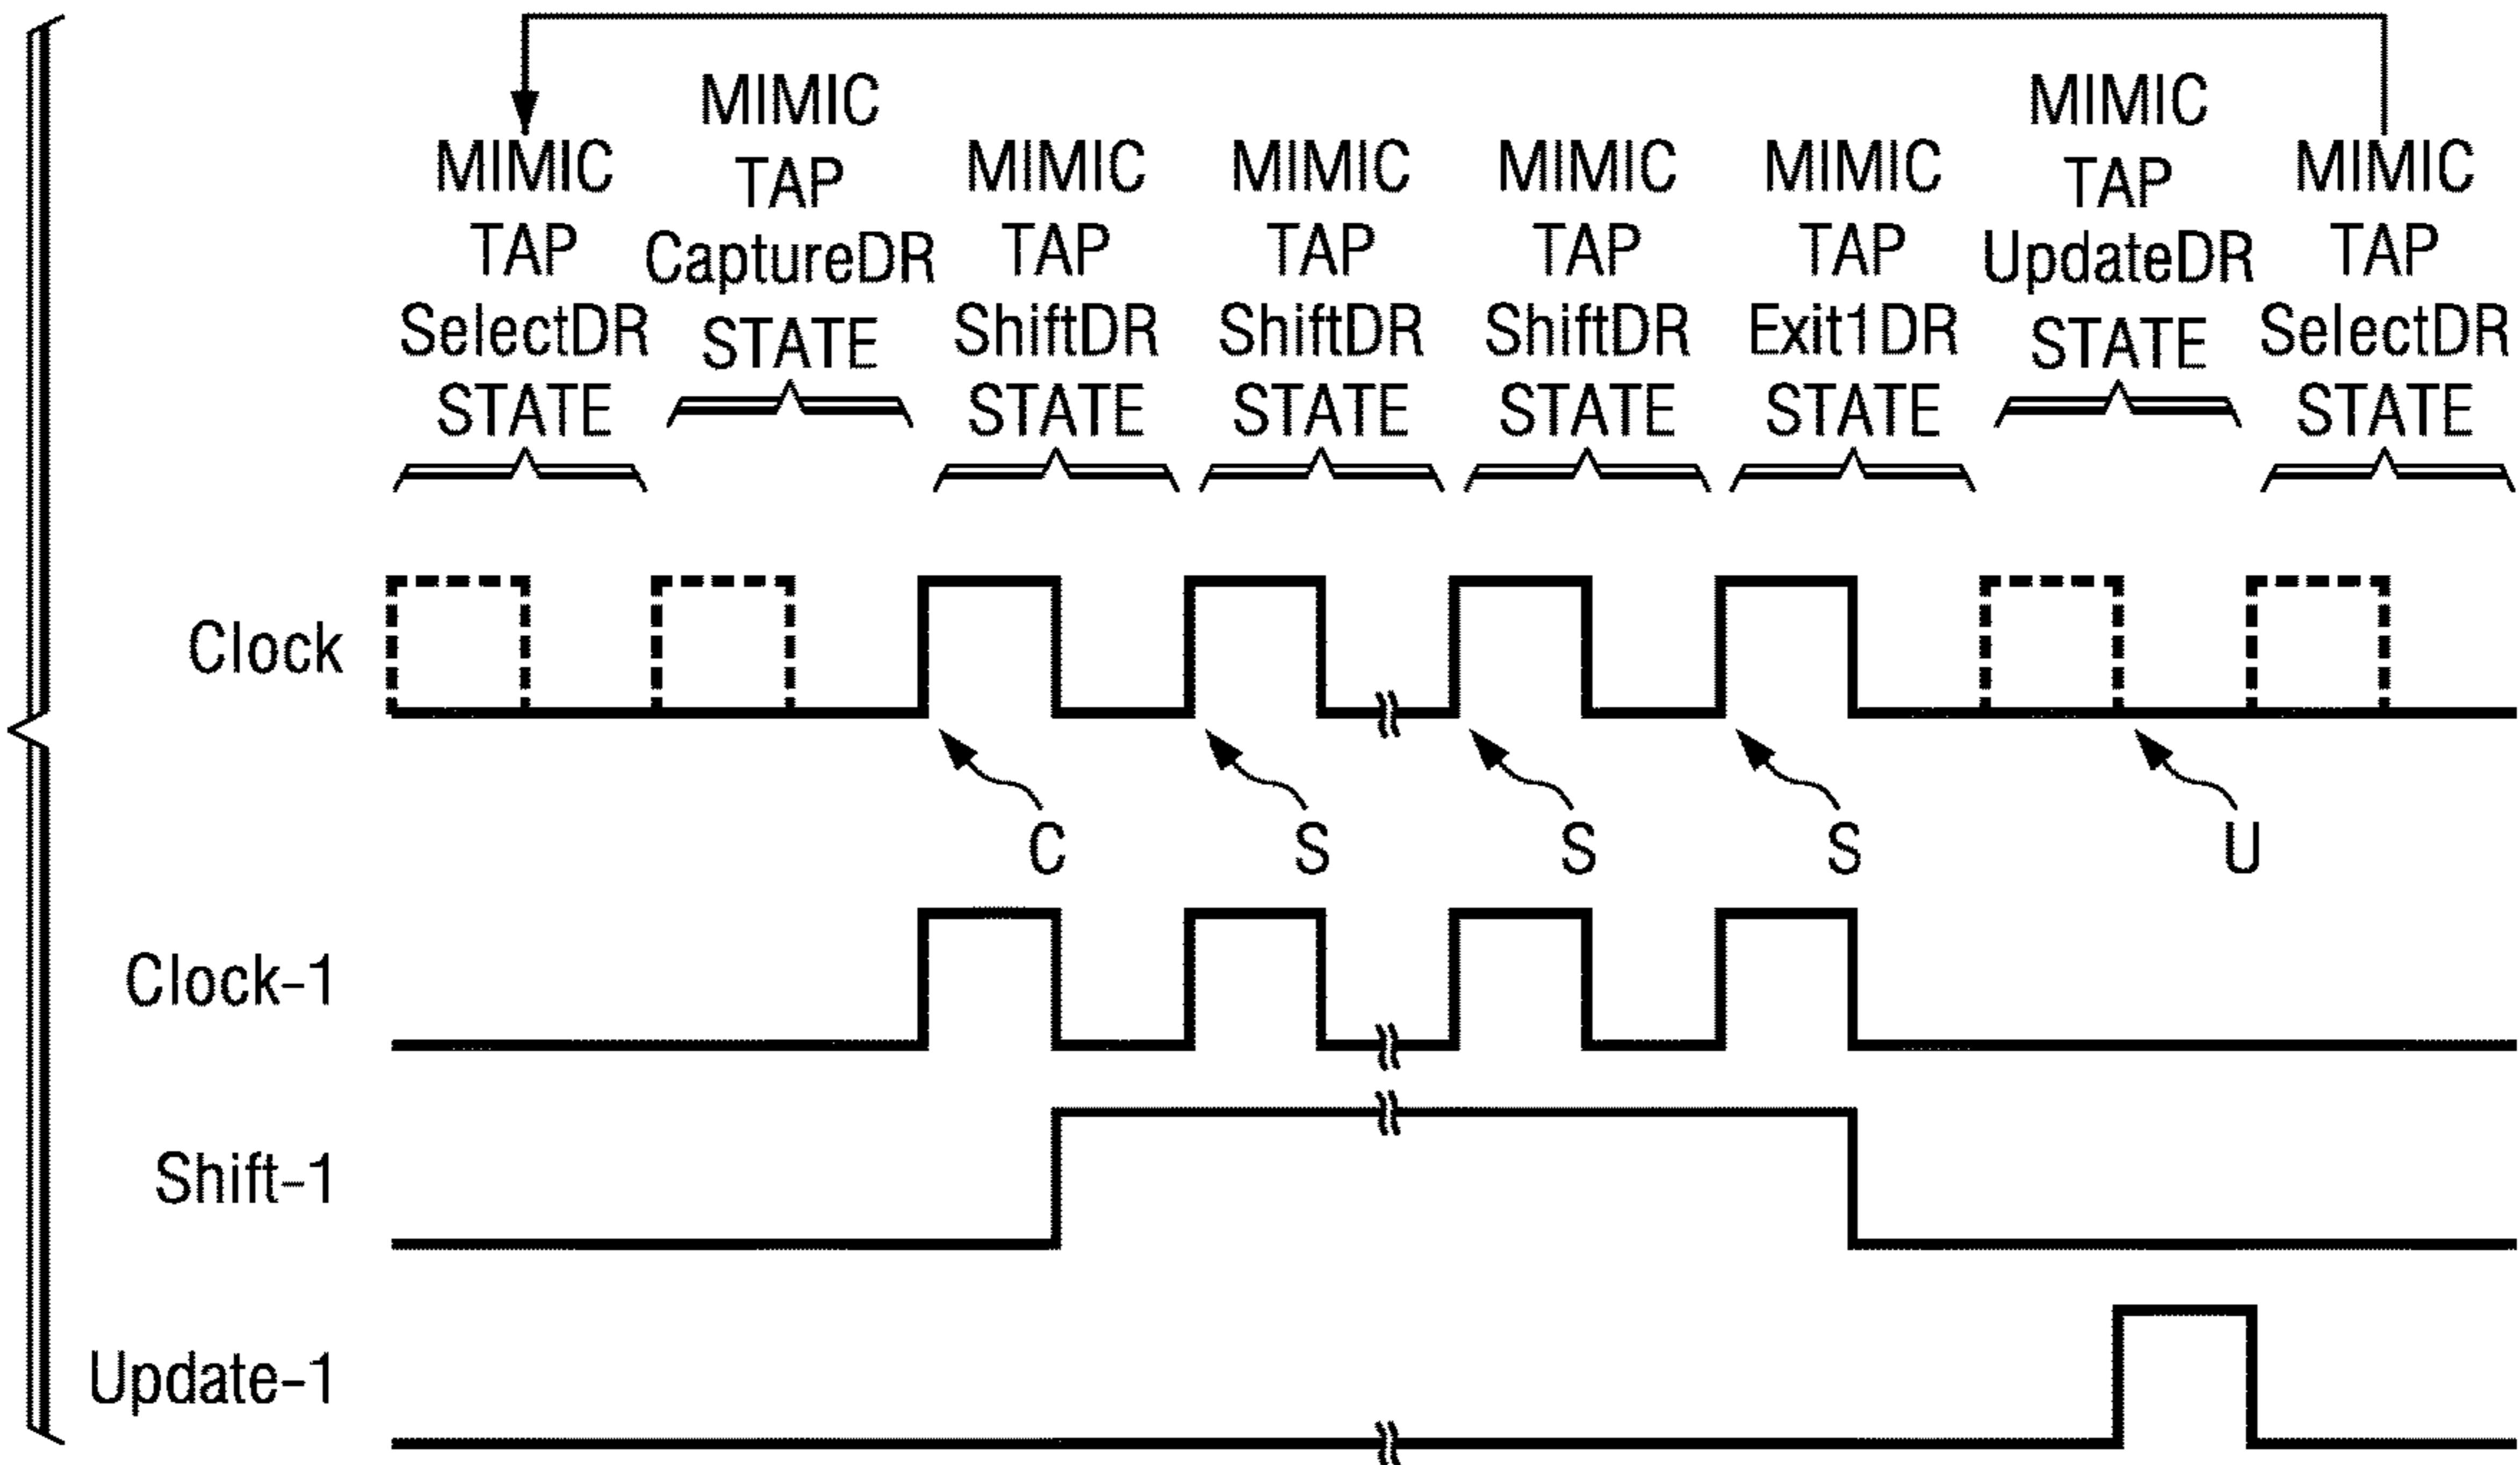 MIMIC
TAP
SelectDR
STATE
MIMIC
TAP
CaptureDR
STATE
MIMIC
TAP
ShiftDR
STATE
MIMIC
TAP
ShiftDR
STATE
MIMIC
TAP
ShiftDR
STATE
MIMIC
TAP
Exit1DR
STATE
MIMIC
TAP
UpdateDR
STATE
MIMIC
TAP
SelectDR
STATE
Clock
C
S
S
S
U
Clock-1
Shift-1
Update-1